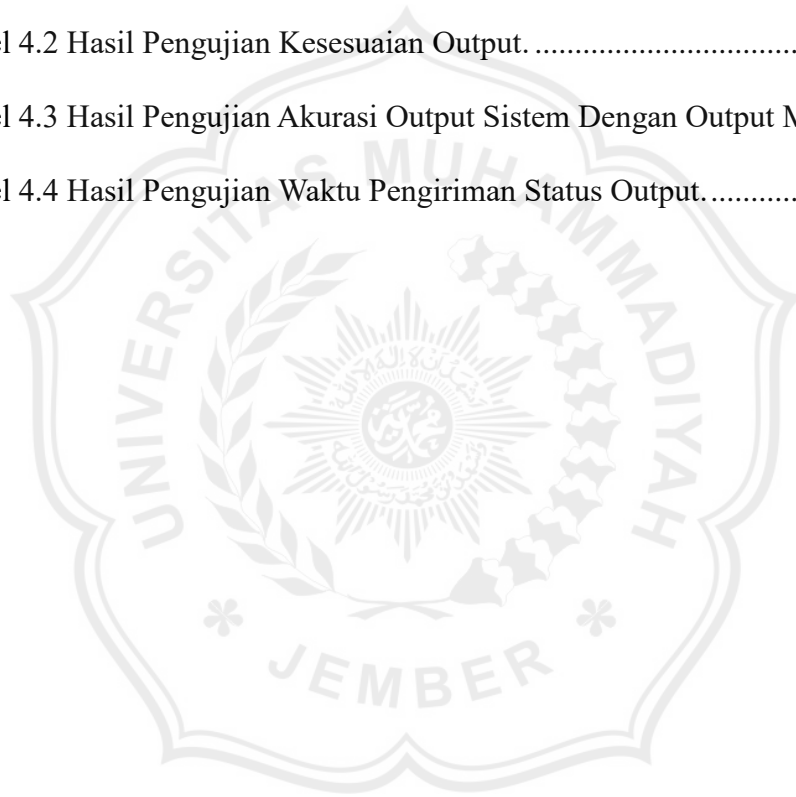 el 4.2 Hasil Pengujian Kesesuaian Output. ................................
el 4.3 Hasil Pengujian Akurasi Output Sistem Dengan Output M
el 4.4 Hasil Pengujian Waktu Pengiriman Status Output. ...........
UNIVERSITAS MUHAMMADIYAH
JEMBER